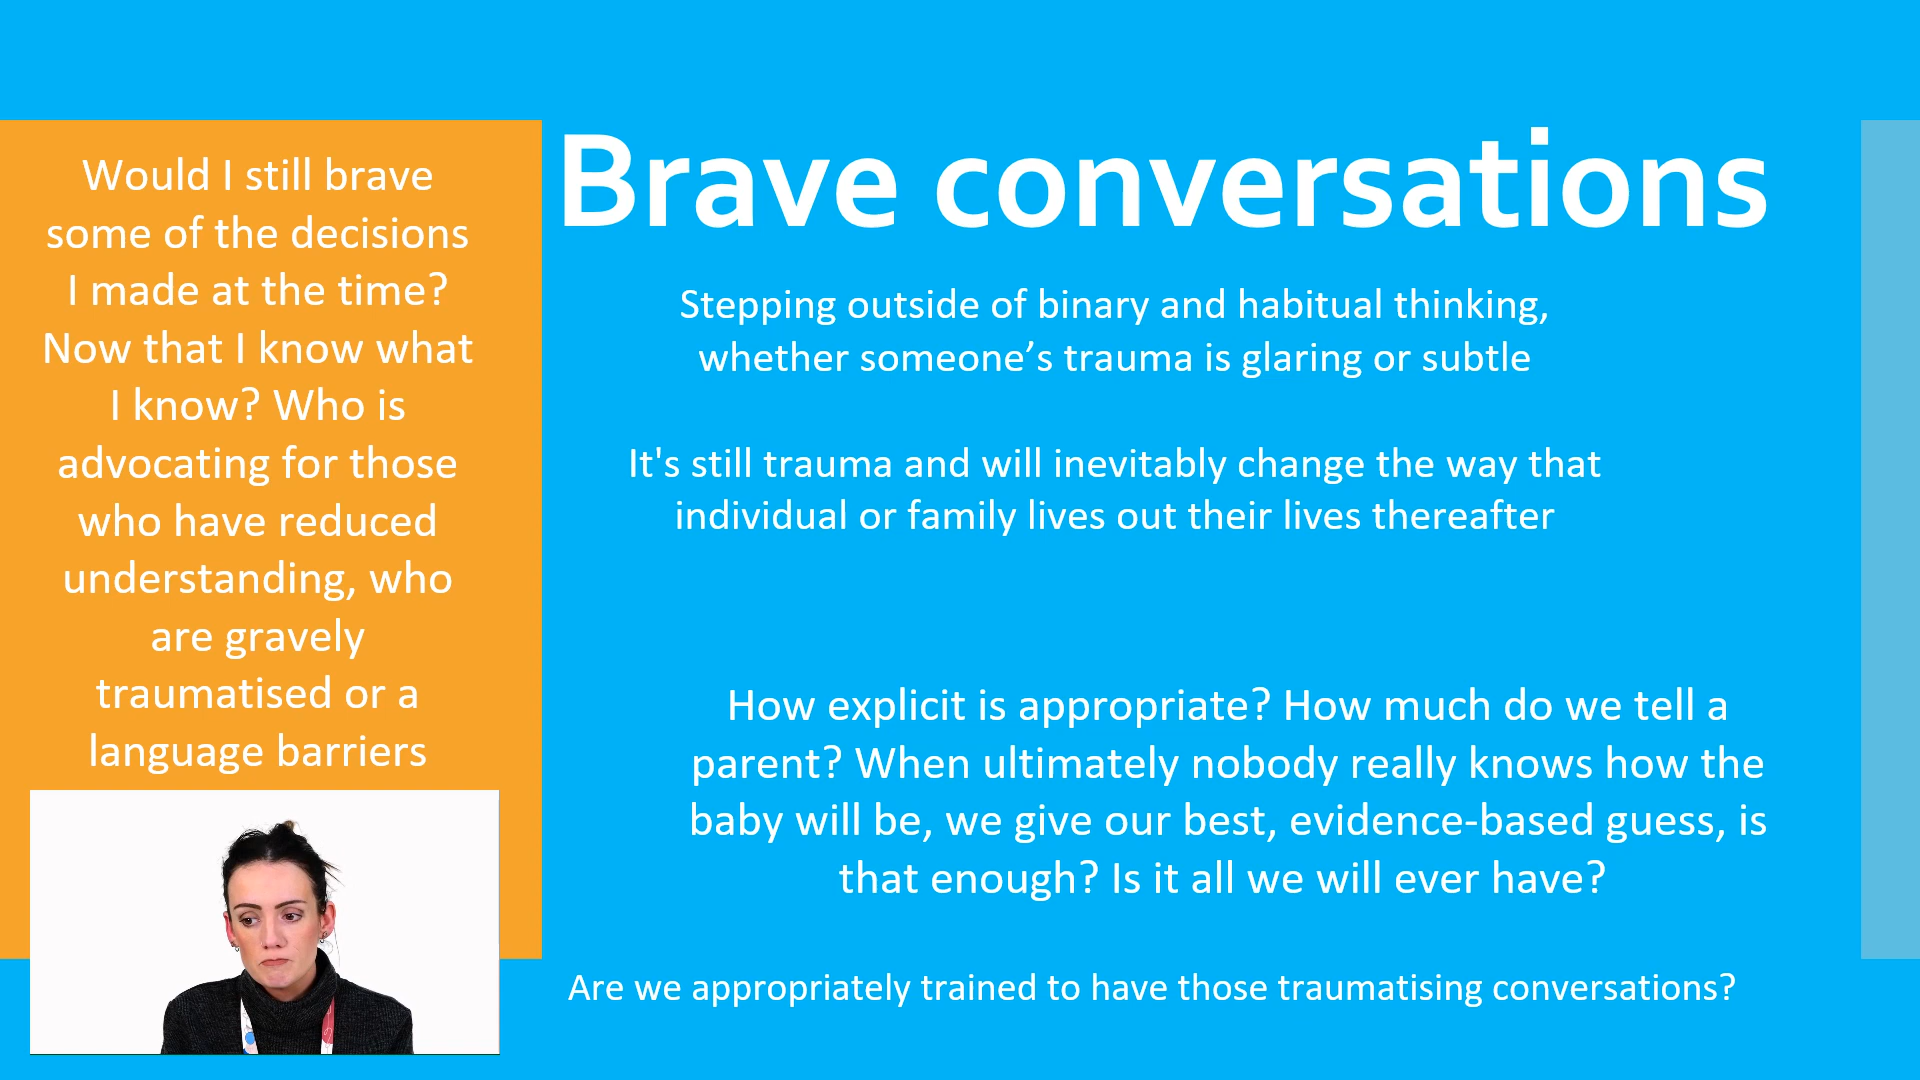 Would I still brave
some of the decisions
I made at the time?
Now that I know what
I know? Who is
advocating for those
who have reduced
understanding, who
are gravely
traumatised or a
language barriers
Brave conversations
Stepping outside of binary and habitual thinking,
whether someone’s trauma is glaring or subtle
It's still trauma and will inevitably change the way that
individual or family lives out their lives thereafter
How explicit is appropriate? How much do we tell a
parent? When ultimately nobody really knows how the
baby will be, we give our best, evidence-based guess, is
that enough? Is it all we will ever have?
Are we appropriately trained to have those traumatising conversations?